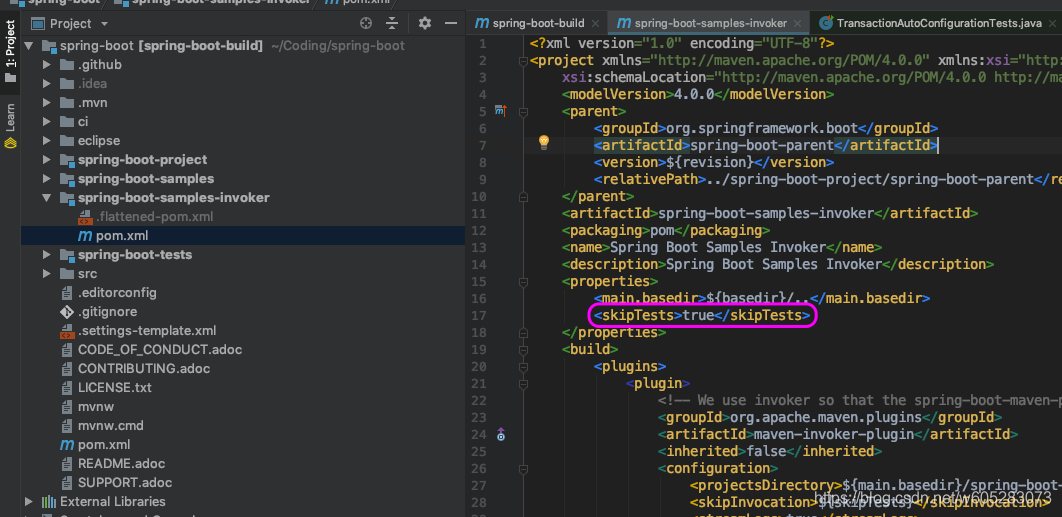 spring-boot
spring-boot-samples-invoker
pom.xml
1: Project
Learn
Project
spring-boot [spring-boot-build] ~/Coding/spring-boot
.github
.idea
.mvn
ci
eclipse
spring-boot-project
spring-boot-samples
spring-boot-samples-invoker
.flattened-pom.xml
pom.xml
spring-boot-tests
src
.editorconfig
.gitignore
.settings-template.xml
CODE_OF_CONDUCT.adoc
CONTRIBUTING.adoc
LICENSE.txt
mvnw
mvnw.cmd
pom.xml
README.adoc
SUPPORT.adoc
External Libraries
spring-boot-build
spring-boot-samples-invoker
TransactionAutoConfigurationTests.java
1 <?xml version="1.0" encoding="UTF-8"?>
2 <project xmlns="http://maven.apache.org/POM/4.0.0" xmlns:xsi="http:
3 xsi:schemaLocation="http://maven.apache.org/POM/4.0.0 http://ma
4 <modelVersion>4.0.0</modelVersion>
5 <parent>
6 <groupId>org.springframework.boot</groupId>
7 <artifactId>spring-boot-parent</artifactId>
8 <version>${revision}</version>
9 <relativePath>../spring-boot-project/spring-boot-parent</re
10 </parent>
11 <artifactId>spring-boot-samples-invoker</artifactId>
12 <packaging>pom</packaging>
13 <name>Spring Boot Samples Invoker</name>
14 <description>Spring Boot Samples Invoker</description>
15 <properties>
16 <main.basedir>${basedir}/..</main.basedir>
17 <skipTests>true</skipTests>
18 </properties>
19 <build>
20 <plugins>
21 <plugin>
22 <!-- We use invoker so that the spring-boot-maven-p
23 <groupId>org.apache.maven.plugins</groupId>
24 <artifactId>maven-invoker-plugin</artifactId>
25 <inherited>false</inherited>
26 <configuration>
27 <projectsDirectory>${main.basedir}/spring-boot-
28 <skipInvocation>${skipTests}</skipInvocation>
https://blog.csdn.net/w605283073